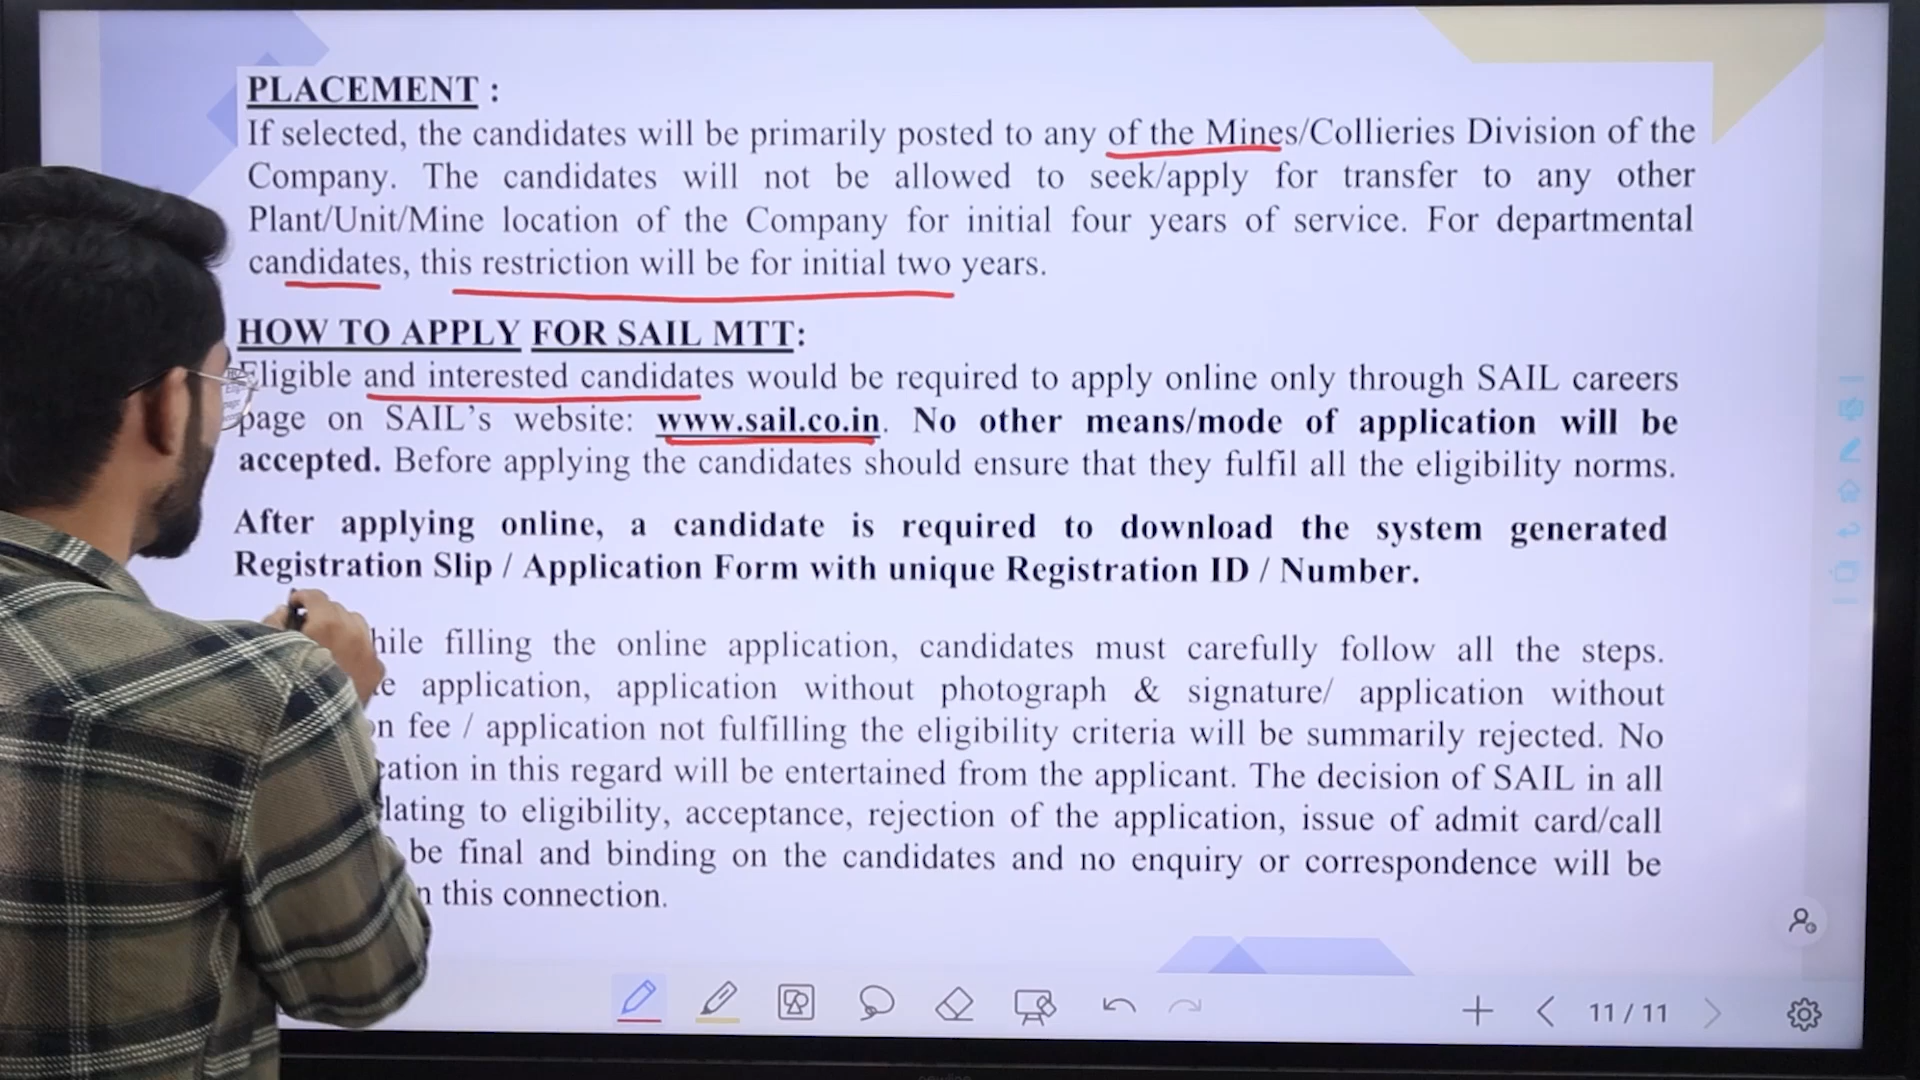 PLACEMENT :
If selected, the candidates will be primarily posted to any of the Mines/Collieries Division of the
Company. The candidates will not be allowed to seek/apply for transfer to any other
Plant/Unit/Mine location of the Company for initial four years of service. For departmental
candidates, this restriction will be for initial two years.
HOW TO APPLY FOR SAIL MTT:
Eligible and interested candidates would be required to apply online only through SAIL careers
page on SAIL's website: www.sail.co.in. No other means/mode of application will be
accepted. Before applying the candidates should ensure that they fulfil all the eligibility norms.
After applying online, a candidate is required to download the system generated
Registration Slip / Application Form with unique Registration ID / Number.
hile filling the online application, candidates must carefully follow all the steps.
e application, application without photograph & signature/ application without
on fee / application not fulfilling the eligibility criteria will be summarily rejected. No
cation in this regard will be entertained from the applicant. The decision of SAIL in all
lating to eligibility, acceptance, rejection of the application, issue of admit card/call
be final and binding on the candidates and no enquiry or correspondence will be
n this connection.
11 / 11